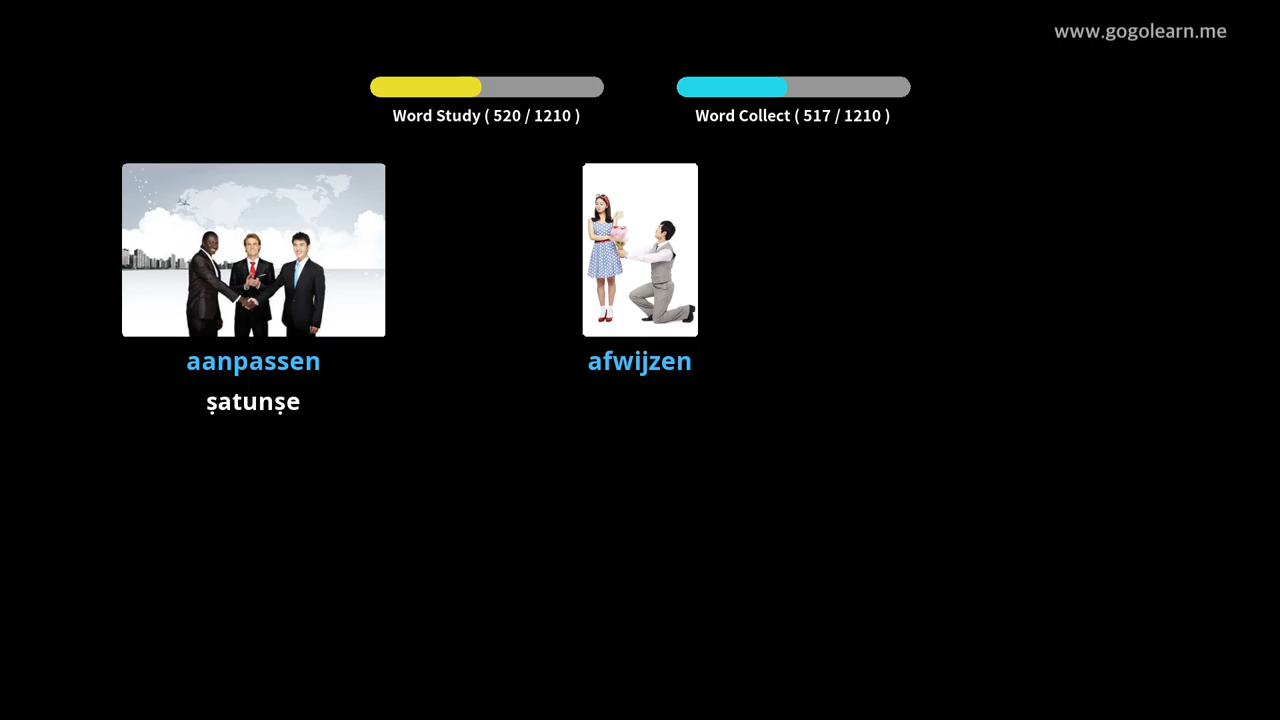 www.gogolearn.me
Word Study ( 520 / 1210 )
Word Collect ( 517 / 1210 )
aanpassen
afwijzen
ṣatunṣe